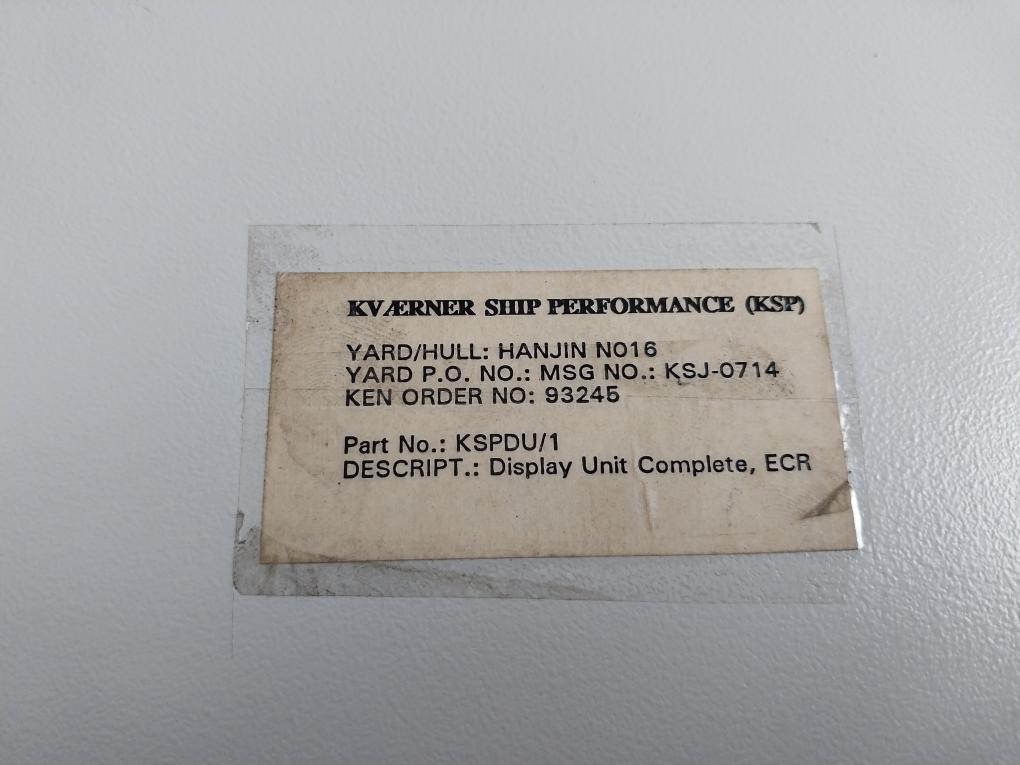 KVÆRNER SHIP PERFORMANCE (KSP)
YARD/HULL: HANJIN N016
YARD P.O. NO.: MSG NO.: KSJ-0714
KEN ORDER NO: 93245
Part No.: KSPDU/1
DESCRIPT.: Display Unit Complete, ECR